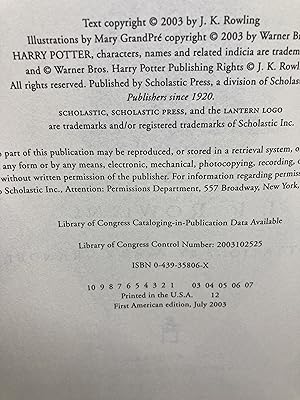 Text copyright © 2003 by J. K. Rowling
Illustrations by Mary GrandPré copyright © 2003 by Warner Br
HARRY POTTER, characters, names and related indicia are tradem
and © Warner Bros. Harry Potter Publishing Rights © J. K. Rowl
All rights reserved. Published by Scholastic Press, a division of Scholast
Publishers since 1920.
SCHOLASTIC, SCHOLASTIC PRESS, and the LANTERN LOGO
are trademarks and/or registered trademarks of Scholastic Inc.
o part of this publication may be reproduced, or stored in a retrieval system, o
any form or by any means, electronic, mechanical, photocopying, recording,
without written permission of the publisher. For information regarding permiss
o Scholastic Inc., Attention: Permissions Department, 557 Broadway, New York,
Library of Congress Cataloging-in-Publication Data Available
Library of Congress Control Number: 2003102525
ISBN 0-439-35806-X
10 9 8 7 6 5 4 3 2 1 03 04 05 06 07
Printed in the U.S.A. 12
First American edition, July 2003